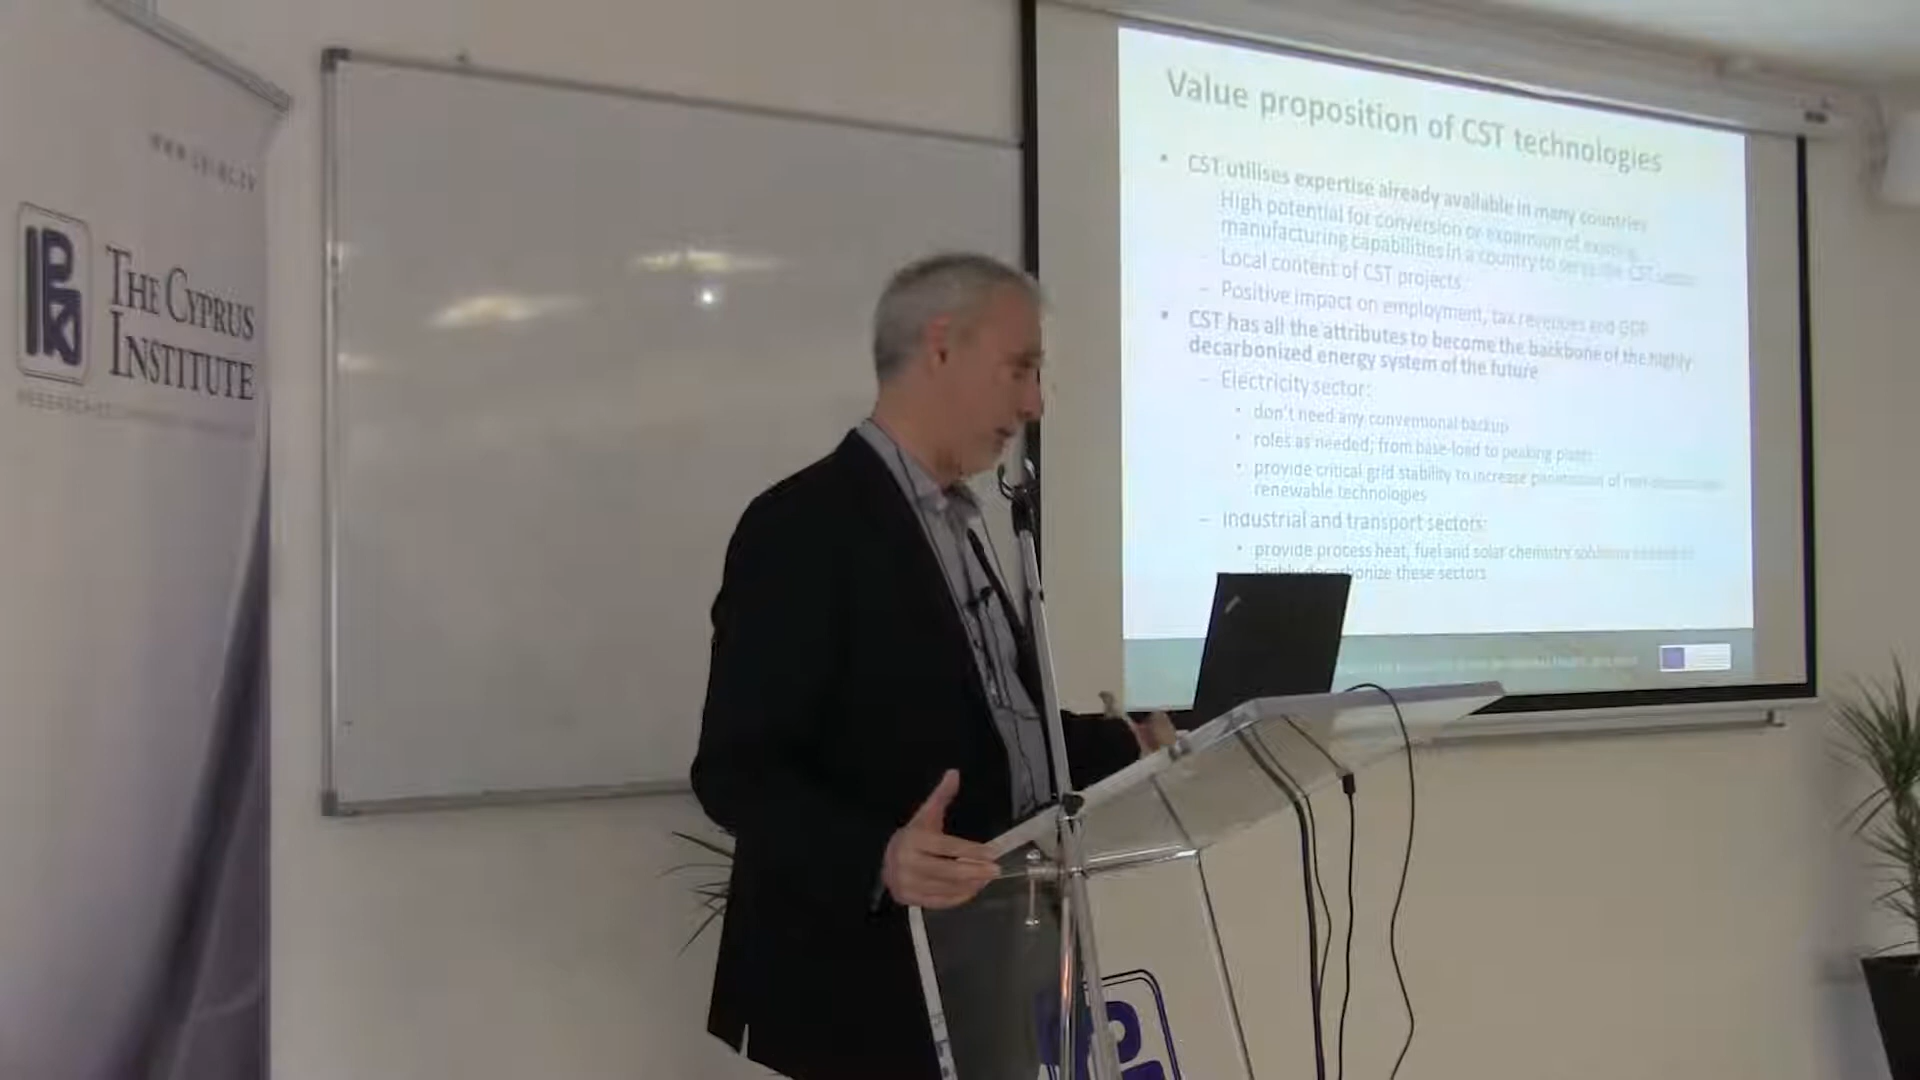 THE CYPRUS
INSTITUTE
Value proposition of CST technologies
• CST utilises expertise already available in many countries
High potential for conversion or expansion of existing
manufacturing capabilities in a country to serve the CST sector
– Local content of CST projects
– Positive impact on employment, tax revenues and GDP
• CST has all the attributes to become the backbone of the highly
decarbonized energy system of the future
– Electricity sector:
• don't need any conventional backup
• roles as needed; from base-load to peaking plants
• provide critical grid stability to increase penetration of
renewable technologies
– Industrial and transport sectors:
• provide process heat, fuel and solar chemistry solutions
highly decarbonize these sectors